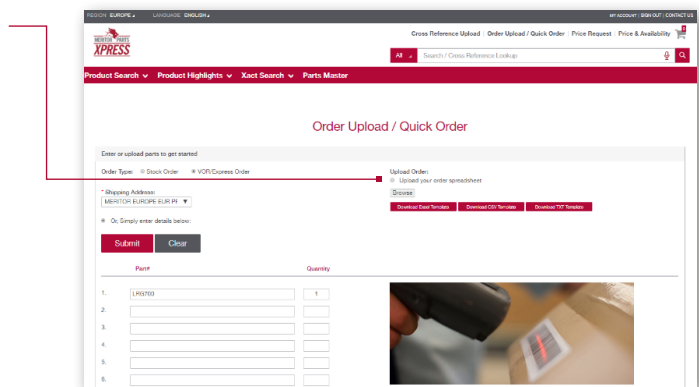 REGION EUROPE LANGUAGE ENGLISH MY ACCOUNT | SIGN OUT | CONTACT US
Cross Reference Upload | Order Upload / Quick Order | Price Request | Price & Availability
MERITOR PARTS
XPRESS
All Search / Cross Reference Lookup
Product Search Product Highlights Xact Search Parts Master
Order Upload / Quick Order
Enter or upload parts to get started
Order Type: Stock Order VOR/Express Order
Upload Order:
Upload your order spreadsheet
* Shipping Address:
Browse
MERITOR EUROPE EUR PF
Download Excel Template Download CSV Template Download TXT Template
Or, Simply enter details below:
Submit Clear
Part# Quantity
1. LRG700 1
2.
3.
4.
5.
6.